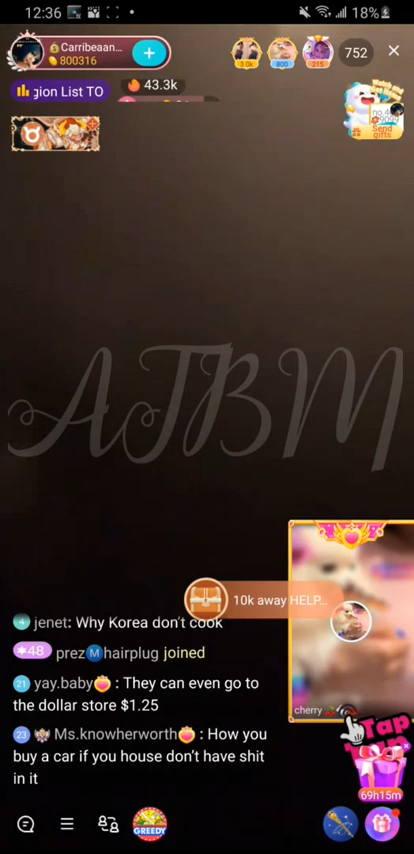 12:36
18%
Carribeaan...
800316
+
3.0k
800
215
752
gion List TO
43.3k
Send
gifts
AJBM
10k away HELP...
4 jenet: Why Korea don't cook
48 prez M hairplug joined
21 yay.baby : They can even go to
the dollar store $1.25
23 Ms.knowherworth : How you
buy a car if you house don't have shit
in it
cherry
Tap
69h15m
GREEDY